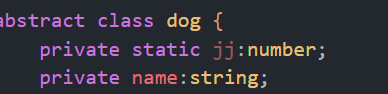 abstract class dog {
private static jj:number;
private name:string;